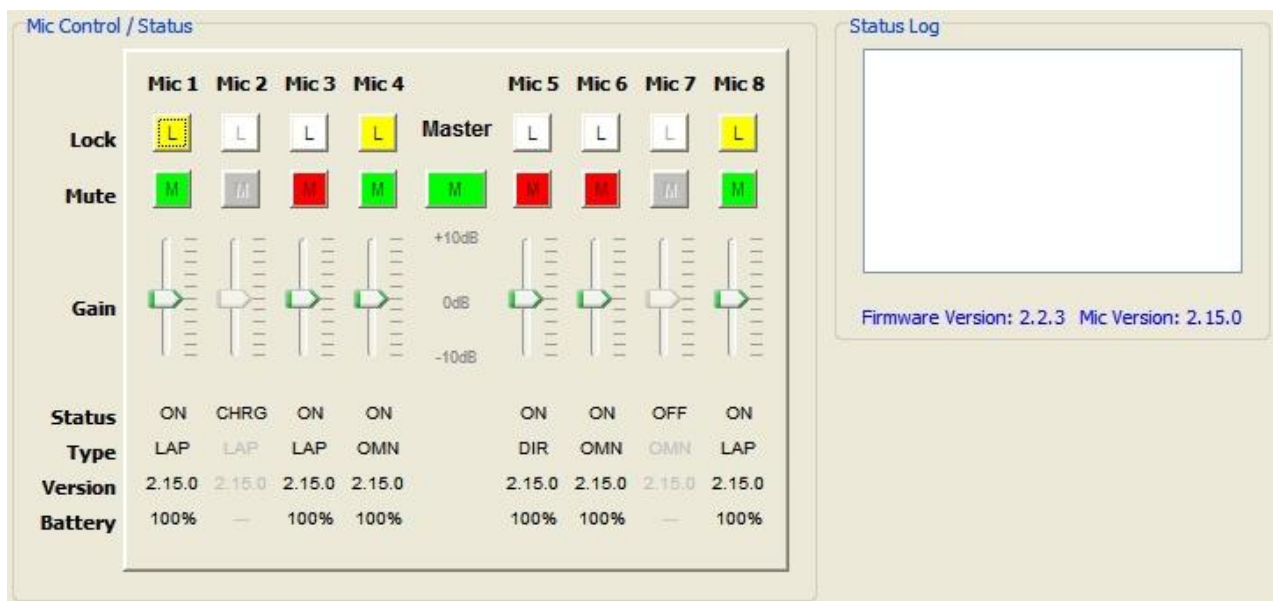 Mic Control / Status
Status Log
Mic 1 Mic 2 Mic 3 Mic 4 Mic 5 Mic 6 Mic 7 Mic 8
Lock L L L L Master L L L L
Mute M M M M M M M M M
+10dB
Gain 0dB
-10dB
Firmware Version: 2.2.3 Mic Version: 2.15.0
Status ON CHRG ON ON ON ON OFF ON
Type LAP LAP LAP OMN DIR OMN OMN LAP
Version 2.15.0 2.15.0 2.15.0 2.15.0 2.15.0 2.15.0 2.15.0 2.15.0
Battery 100% — 100% 100% 100% 100% — 100%